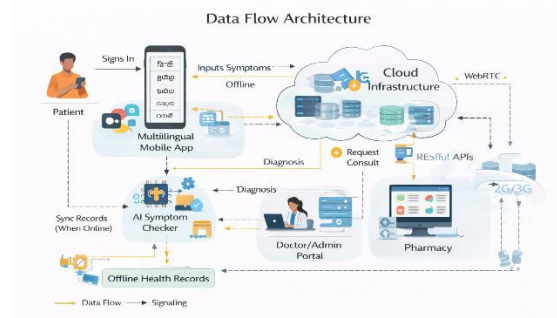 Data Flow Architecture
Signs In
हिन्दी
Inputs Symptoms
Offline
Cloud
Infrastructure
WebRTC
Patient
Multilingual
Mobile App
Request
Consult
RESful APIs
Diagnosis
2G/3G
Diagnosis
Sync Records
(When Online)
AI Symptom
Checker
Doctor/Admin
Portal
Pharmacy
Offline Health Records
Data Flow
Signaling